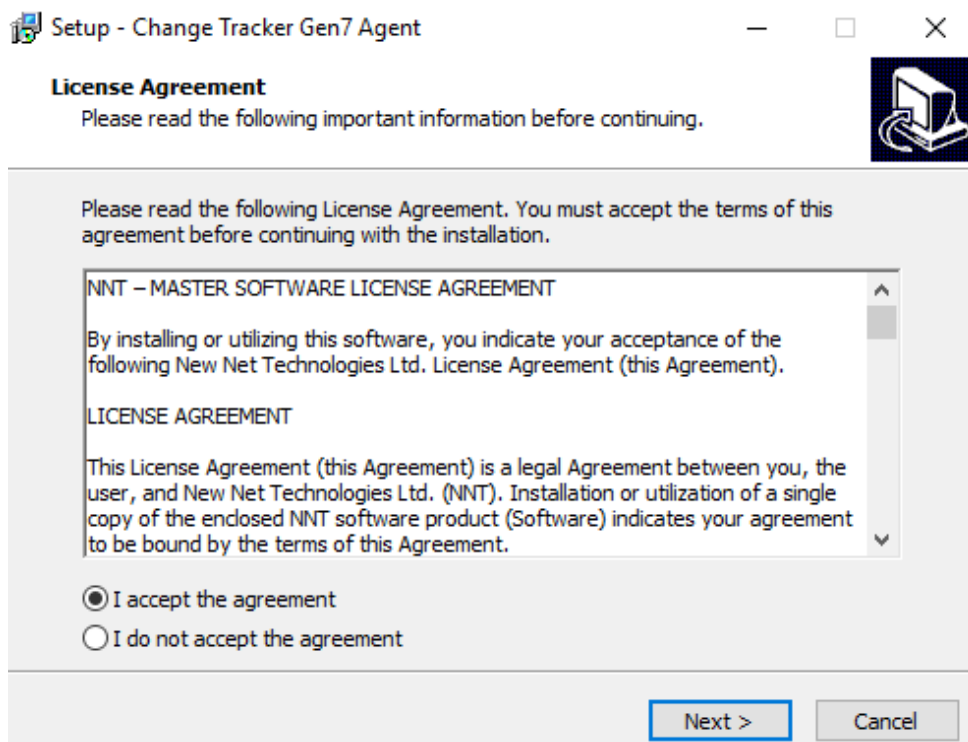 Setup - Change Tracker Gen7 Agent
License Agreement
Please read the following important information before continuing.
Please read the following License Agreement. You must accept the terms of this
agreement before continuing with the installation.
NNT – MASTER SOFTWARE LICENSE AGREEMENT
By installing or utilizing this software, you indicate your acceptance of the
following New Net Technologies Ltd. License Agreement (this Agreement).
LICENSE AGREEMENT
This License Agreement (this Agreement) is a legal Agreement between you, the
user, and New Net Technologies Ltd. (NNT). Installation or utilization of a single
copy of the enclosed NNT software product (Software) indicates your agreement
to be bound by the terms of this Agreement.
I accept the agreement
I do not accept the agreement
Next >
Cancel